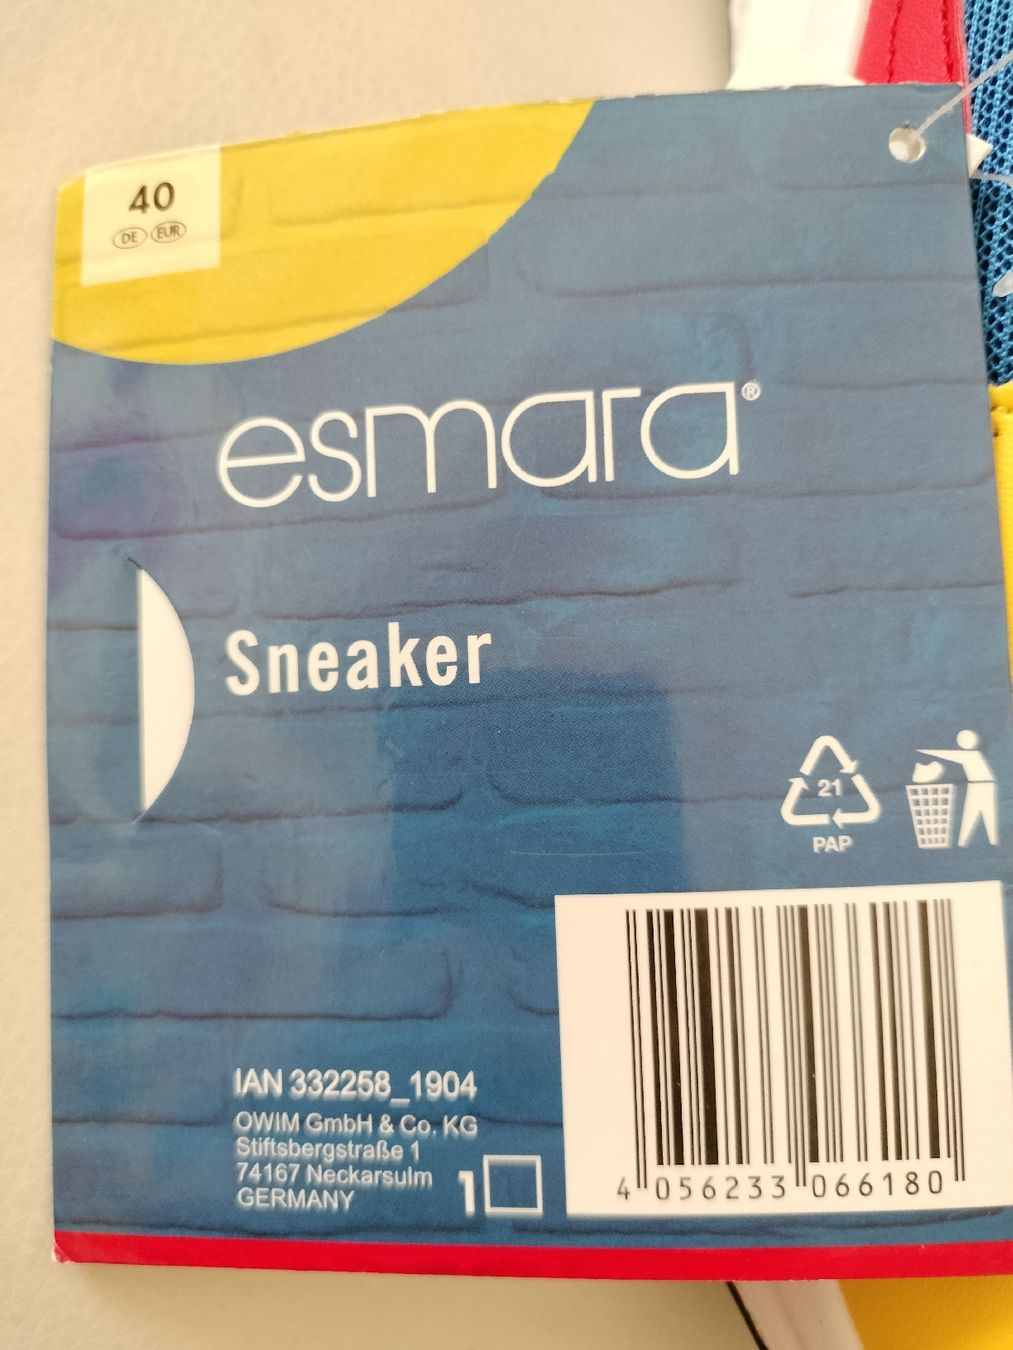 40
DE EUR
esmara®
Sneaker
21
PAP
IAN 332258_1904
OWIM GmbH & Co. KG
Stiftsbergstraße 1
74167 Neckarsulm
GERMANY
1
4 056233 066180